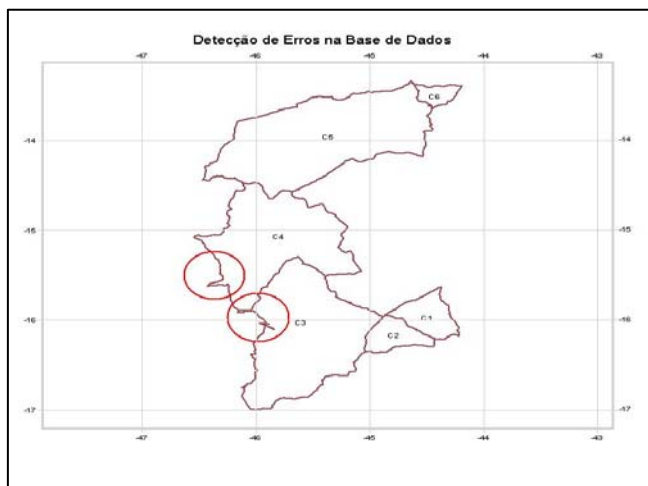 Detecção de Erros na Base de Dados
-47 -46 -45 -44 -43
C6
-14 C5 -14
-15 C4 -15
-16 C3 C2 C1 -16
-17 -17
-47 -46 -45 -44 -43